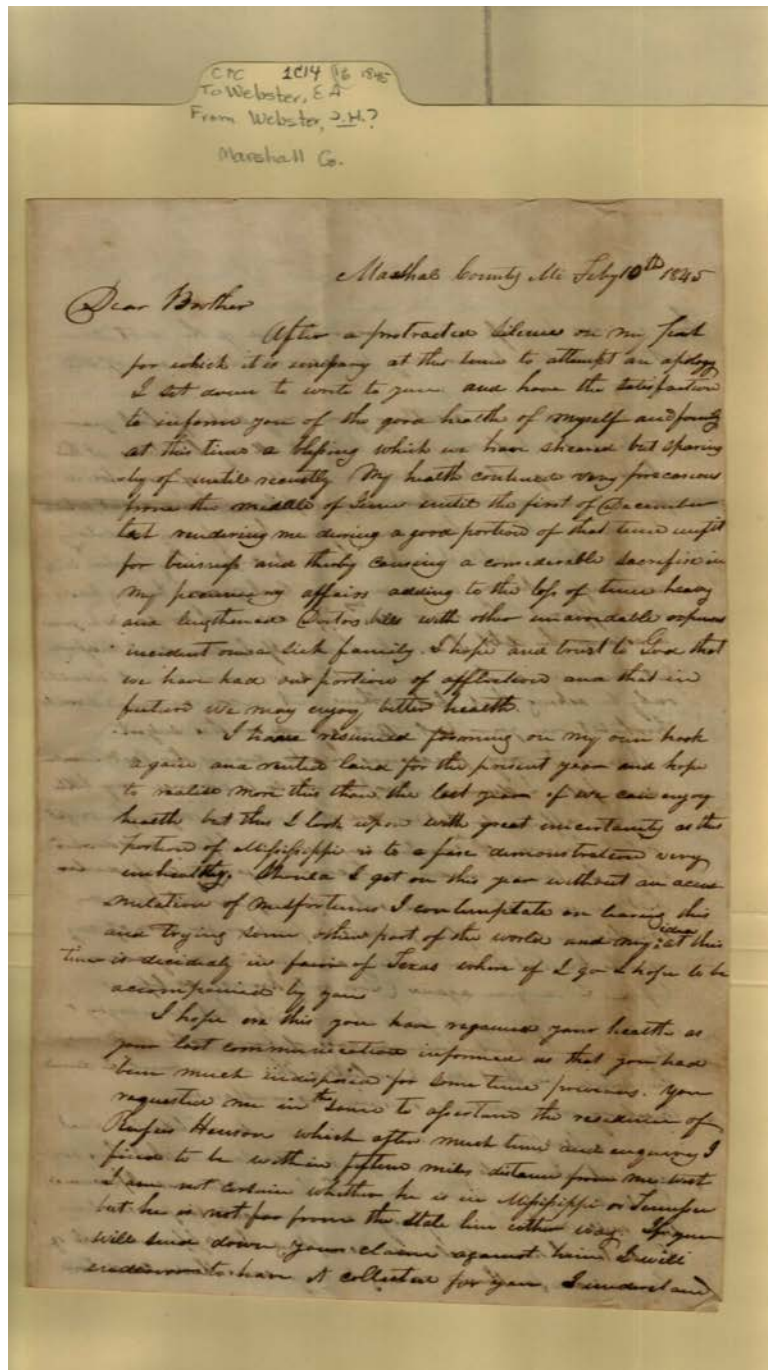 CPC 1C14 1845
To Webster, E A
From Webster, J.H.?
Marshall Co.
Marshal County Mi Feby 10th 1845
Dear Brother
After a protracted silence on my part
for which it is at this time to attempt an apology
I set down to write to you and have the satisfaction
to inform you of the good health of myself and family
at this time a blessing which we have sheared but sparing
ly of until recently My health continued very precarious
from the middle of June until the first of December
last rendering me during a good portion of that time unfit
for business and thirby causing a considerable sacrifise in
my pecuniary affairs adding to the loss of time heavy
and lengthened Doctors bills with other unavoidable expenses
incident on a sick family. I hope and trust to God that
we have had our portion of affliction and that in
future we may enjoy better health.
I have resumed farming on my own hook
again and rented land for the present year and hope
to realise more this than the last year if we can enjoy
health but this I look upon with great uncertainty as this
portion of Missippi is to a fare demonstration very
unhealthy. Should I get on this year without an accu
mulation of misfortunes I contemplate on leaving this
and trying some other part of the world and my idea at this
time is decidedly in favor of Texas where if I go I hope to be
accompanied by you
I hope ere this you have regained your health as
your last communication informed us that you had
been much indisposed for some time previous. You
requested me in the same to assertane the residence of
Rufus Henson which after much time and enquiry I
find to be within fifteen miles distance from me west
I am not certain whether he is in Missippi or Tennessee
but he is not far from the state line either way If you
will send down your claim against him I will
endeavour to have it collected for you. I understand